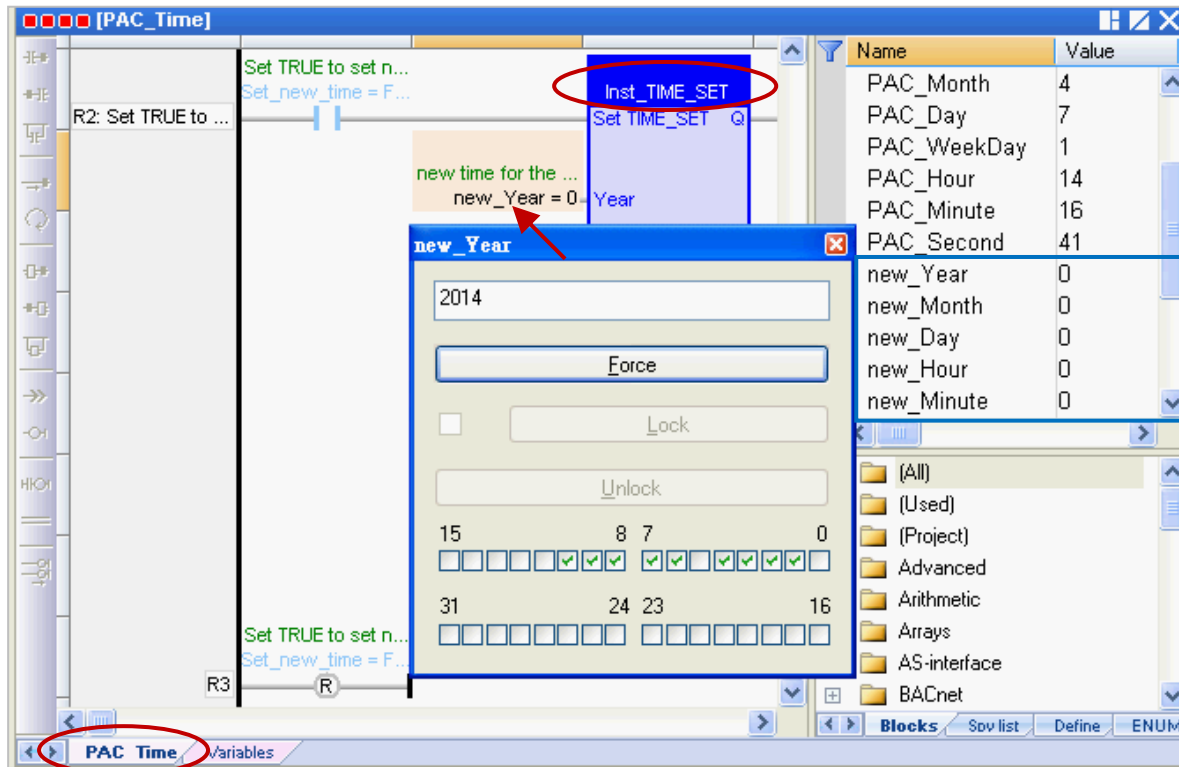 [PAC_Time]
Set TRUE to set n...
Set_new_time = F...
R2: Set TRUE to ...
Inst_TIME_SET
Set TIME_SET Q
new time for the ...
new_Year = 0
Year
new_Year
2014
Force
Lock
Unlock
15 8 7 0
31 24 23 16
Set TRUE to set n...
Set_new_time = F...
R3
R
Name Value
PAC_Month 4
PAC_Day 7
PAC_WeekDay 1
PAC_Hour 14
PAC_Minute 16
PAC_Second 41
new_Year 0
new_Month 0
new_Day 0
new_Hour 0
new_Minute 0
(All)
(Used)
(Project)
Advanced
Arithmetic
Arrays
AS-interface
BACnet
Blocks Spy list Define ENUM
PAC_Time Variables